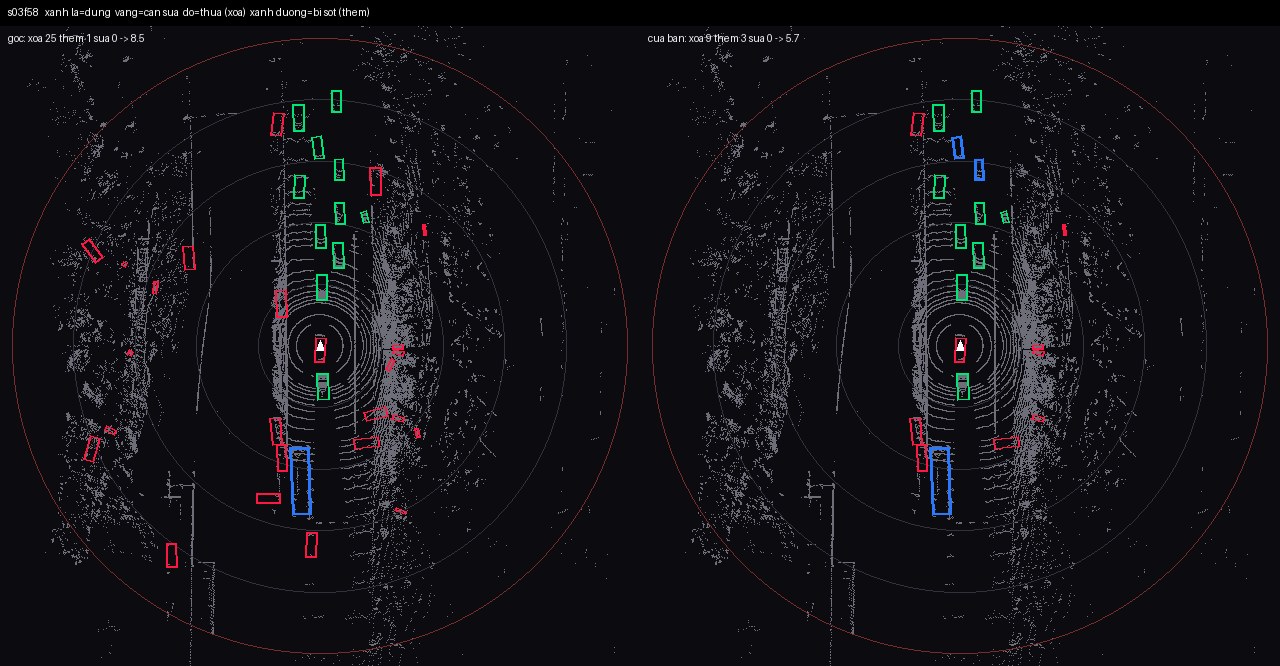 s03f58 xanh la=dung vang=can sua do=thua (xoa) xanh duong=bi sot (them)
goc: xoa 25 them 1 sua 0 -> 8.5
cua ban: xoa 9 them 3 sua 0 -> 5.7